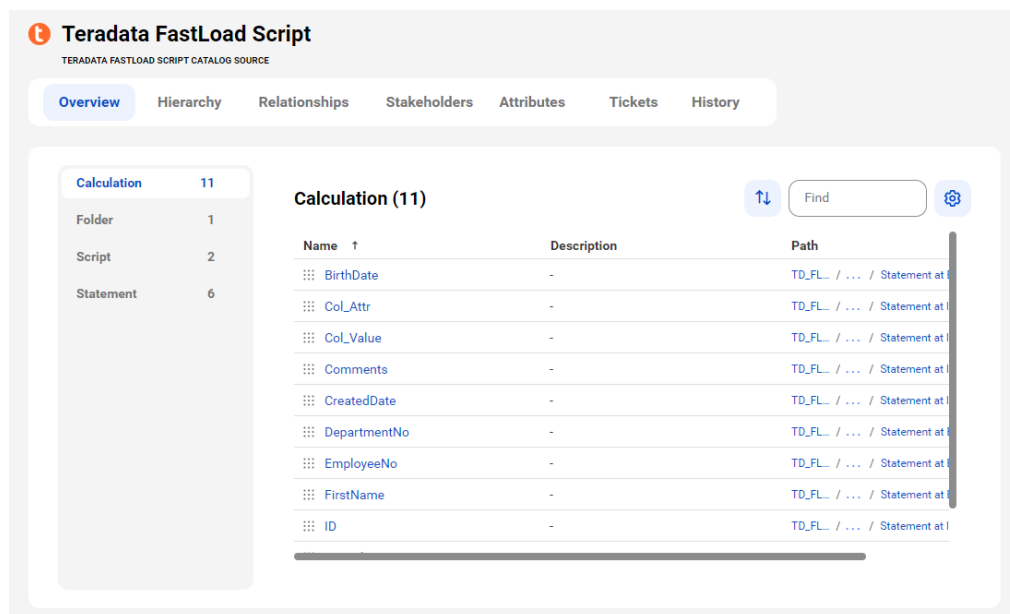 Teradata FastLoad Script
TERADATA FASTLOAD SCRIPT CATALOG SOURCE
Overview Hierarchy Relationships Stakeholders Attributes Tickets History
Calculation 11
Folder 1
Script 2
Statement 6
Calculation (11)
Find
Name ↑ Description Path
BirthDate - TD_FL... / ... / Statement at
Col_Attr - TD_FL... / ... / Statement at
Col_Value - TD_FL... / ... / Statement at
Comments - TD_FL... / ... / Statement at
CreatedDate - TD_FL... / ... / Statement at
DepartmentNo - TD_FL... / ... / Statement at
EmployeeNo - TD_FL... / ... / Statement at
FirstName - TD_FL... / ... / Statement at
ID - TD_FL... / ... / Statement at